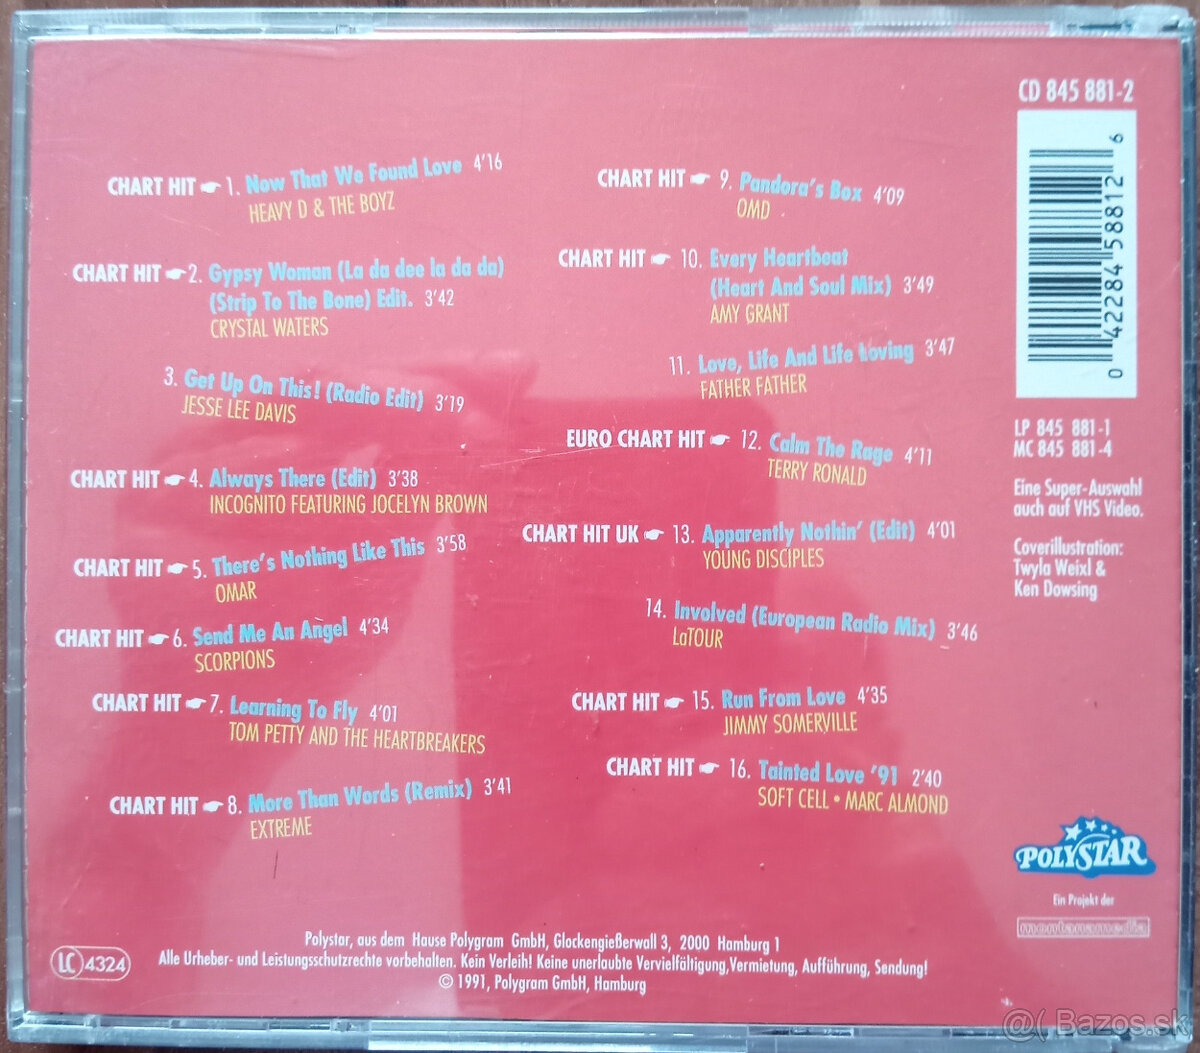 CD 845 881-2
CHART HIT 1. Now That We Found Love 4'16
HEAVY D & THE BOYZ
CHART HIT 2. Gypsy Woman (La da dee la da da)
(Strip To The Bone) Edit. 3'42
CRYSTAL WATERS
3. Get Up On This! (Radio Edit) 3'19
JESSE LEE DAVIS
CHART HIT 4. Always There (Edit) 3'38
INCOGNITO FEATURING JOCELYN BROWN
CHART HIT 5. There's Nothing Like This 3'58
OMAR
CHART HIT 6. Send Me An Angel 4'34
SCORPIONS
CHART HIT 7. Learning To Fly 4'01
TOM PETTY AND THE HEARTBREAKERS
CHART HIT 8. More Than Words (Remix) 3'41
EXTREME
CHART HIT 9. Pandora's Box 4'09
OMD
CHART HIT 10. Every Heartbeat
(Heart And Soul Mix) 3'49
AMY GRANT
11. Love, Life And Life Loving 3'47
FATHER FATHER
EURO CHART HIT 12. Calm The Rage 4'11
TERRY RONALD
CHART HIT UK 13. Apparently Nothin' (Edit) 4'01
YOUNG DISCIPLES
14. Involved (European Radio Mix) 3'46
LaTOUR
CHART HIT 15. Run From Love 4'35
JIMMY SOMERVILLE
CHART HIT 16. Tainted Love '91 2'40
SOFT CELL • MARC ALMOND
0 42284 58812 6
LP 845 881-1
MC 845 881-4
Eine Super-Auswahl
auch auf VHS Video.
Coverillustration:
Twyla Weixl &
Ken Dowsing
POLYSTAR
Ein Projekt der
montanamedia
LC 4324
Polystar, aus dem Hause Polygram GmbH, Glockengießerwall 3, 2000 Hamburg 1
Alle Urheber- und Leistungsschutzrechte vorbehalten. Kein Verleih! Keine unerlaubte Vervielfältigung, Vermietung, Aufführung, Sendung!
© 1991, Polygram GmbH, Hamburg
@( Bazos.sk